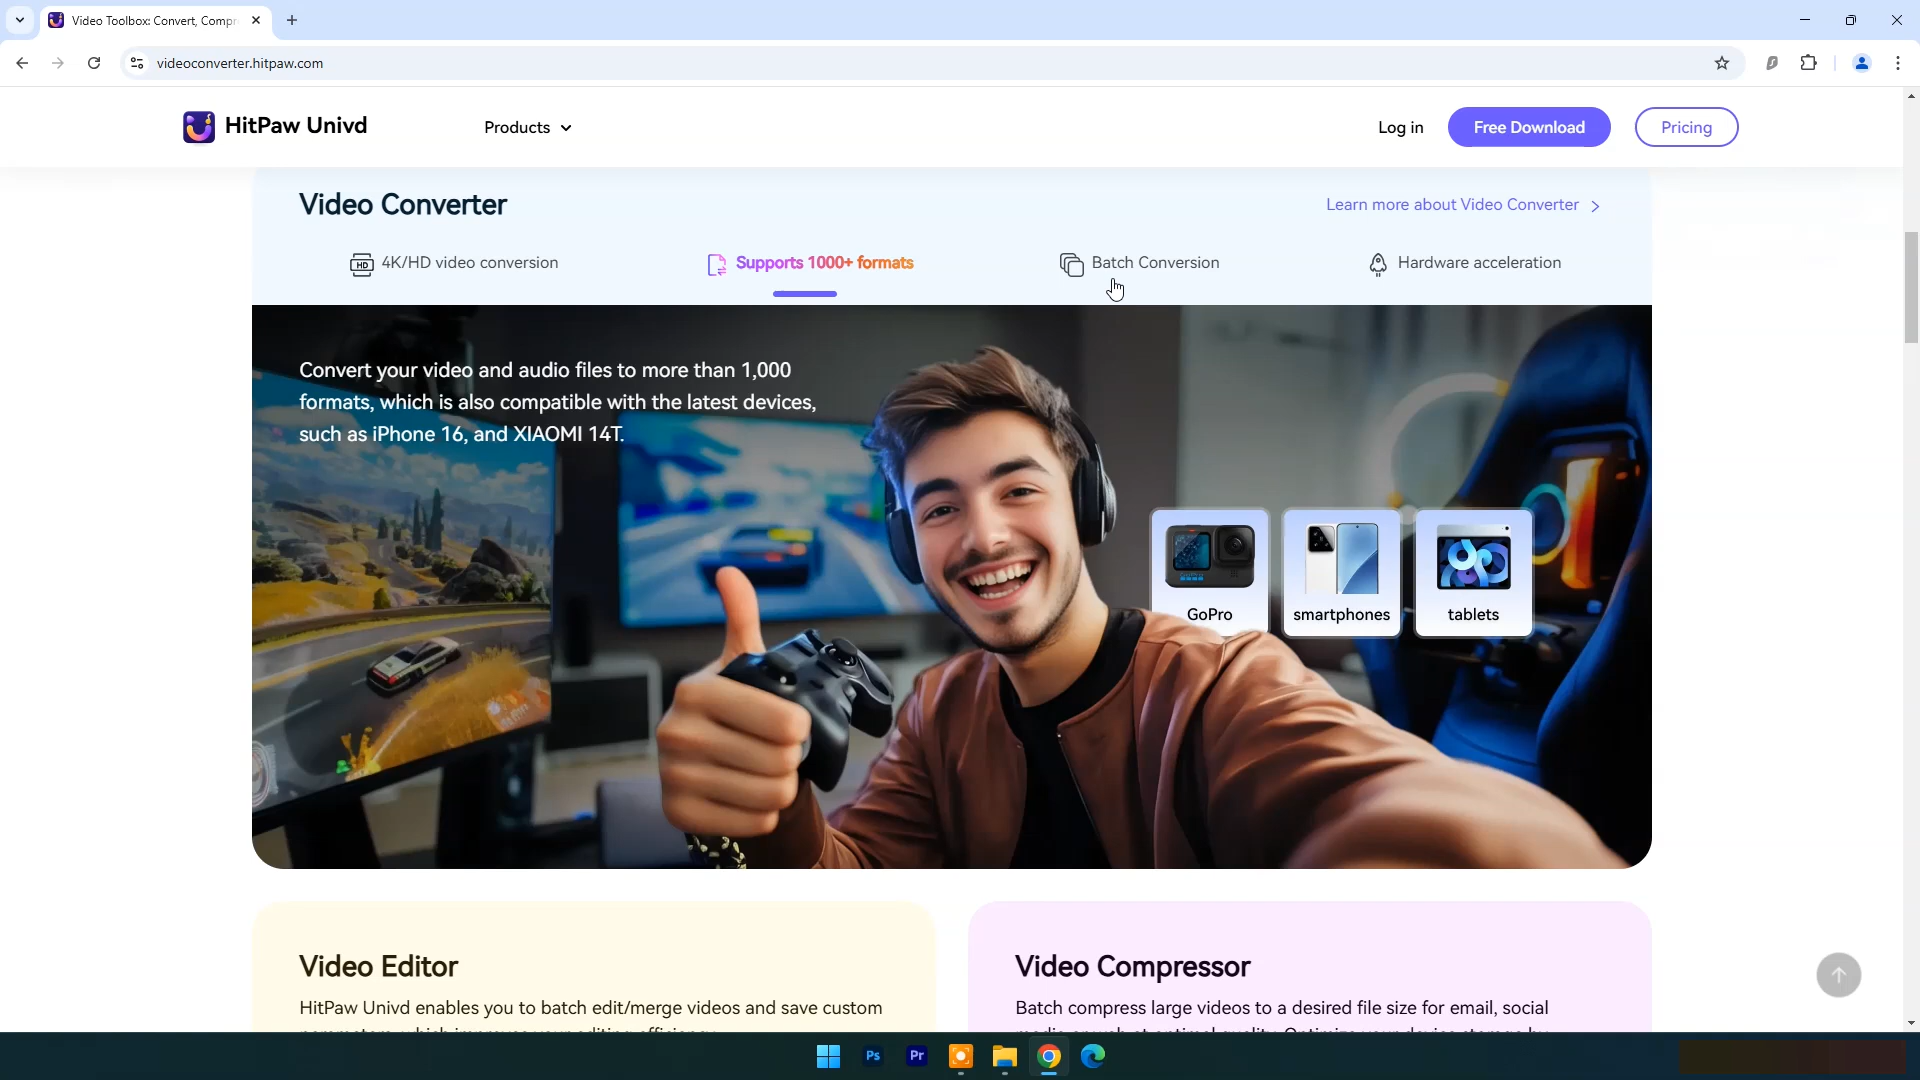 Video Toolbox: Convert, Compr
videoconverter.hitpaw.com
HitPaw Univd
Products
Log in
Free Download
Pricing
Video Converter
Learn more about Video Converter
HD
4K/HD video conversion
Supports 1000+ formats
Batch Conversion
Hardware acceleration
Convert your video and audio files to more than 1,000
formats, which is also compatible with the latest devices,
such as iPhone 16, and XIAOMI 14T.
GoPro
smartphones
tablets
Video Editor
HitPaw Univd enables you to batch edit/merge videos and save custom
Video Compressor
Batch compress large videos to a desired file size for email, social
Ps
Pr